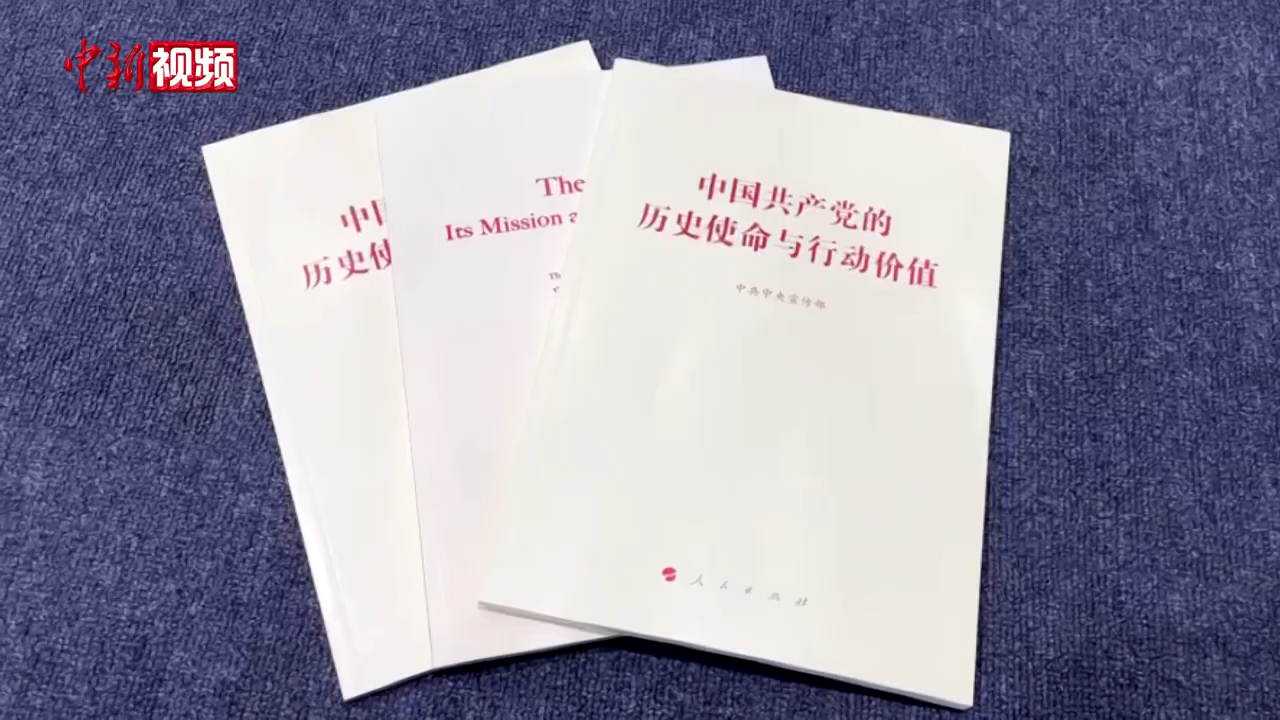 中新视频
中国
历史使
The
Its Mission a
Th
中国共产党的
历史使命与行动价值
中共中央宣传部
人民出版社